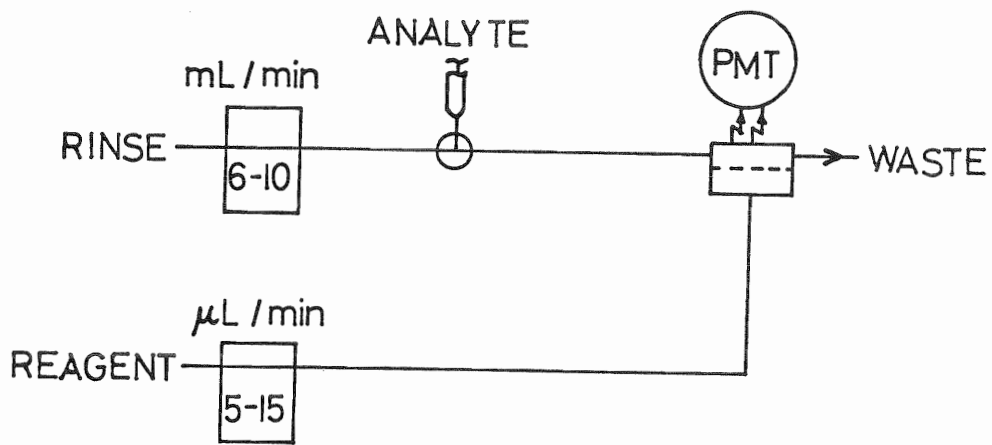 ANALYTE
PMT
mL/min
RINSE
6-10
WASTE
μL/min
REAGENT
5-15